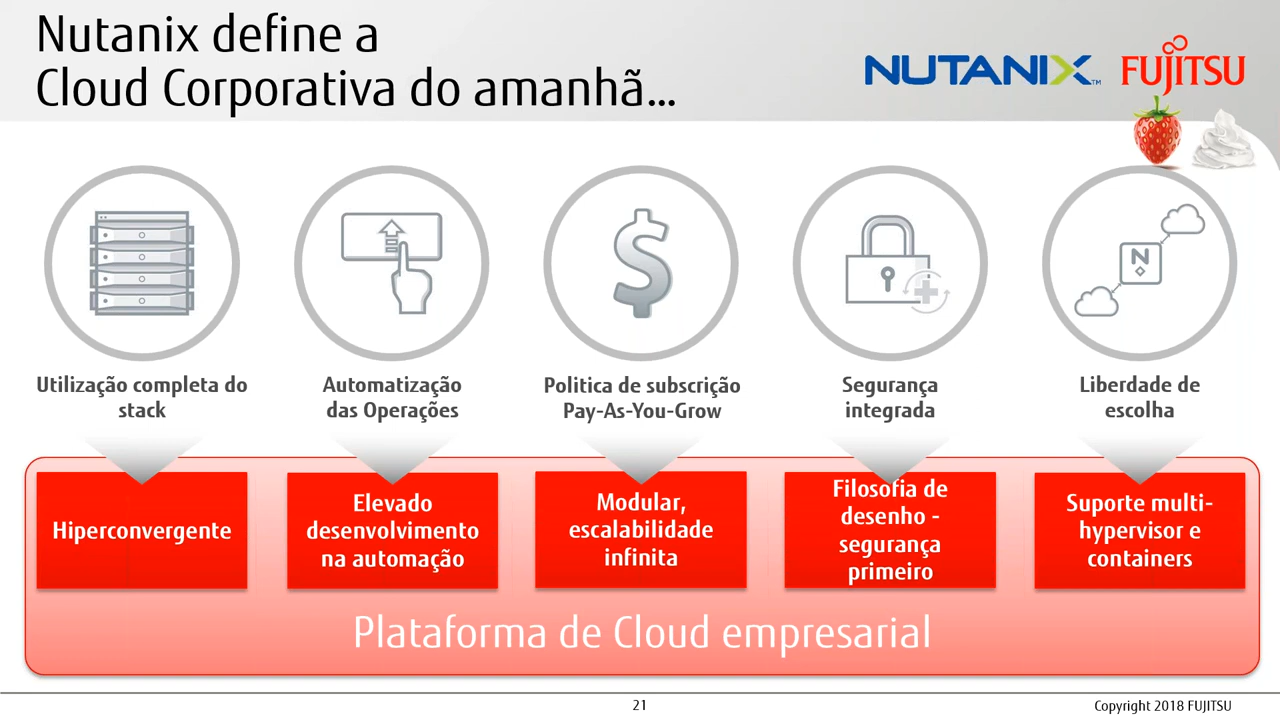 Nutanix define a
Cloud Corporativa do amanhã...
NUTANIX™
FUJITSU
N
Utilização completa do
stack
Automatização
das Operações
Politica de subscrição
Pay-As-You-Grow
Segurança
integrada
Liberdade de
escolha
Hiperconvergente
Elevado
desenvolvimento
na automação
Modular,
escalabilidade
infinita
Filosofia de
desenho -
segurança
primeiro
Suporte multi-
hypervisor e
containers
Plataforma de Cloud empresarial
21
Copyright 2018 FUJITSU